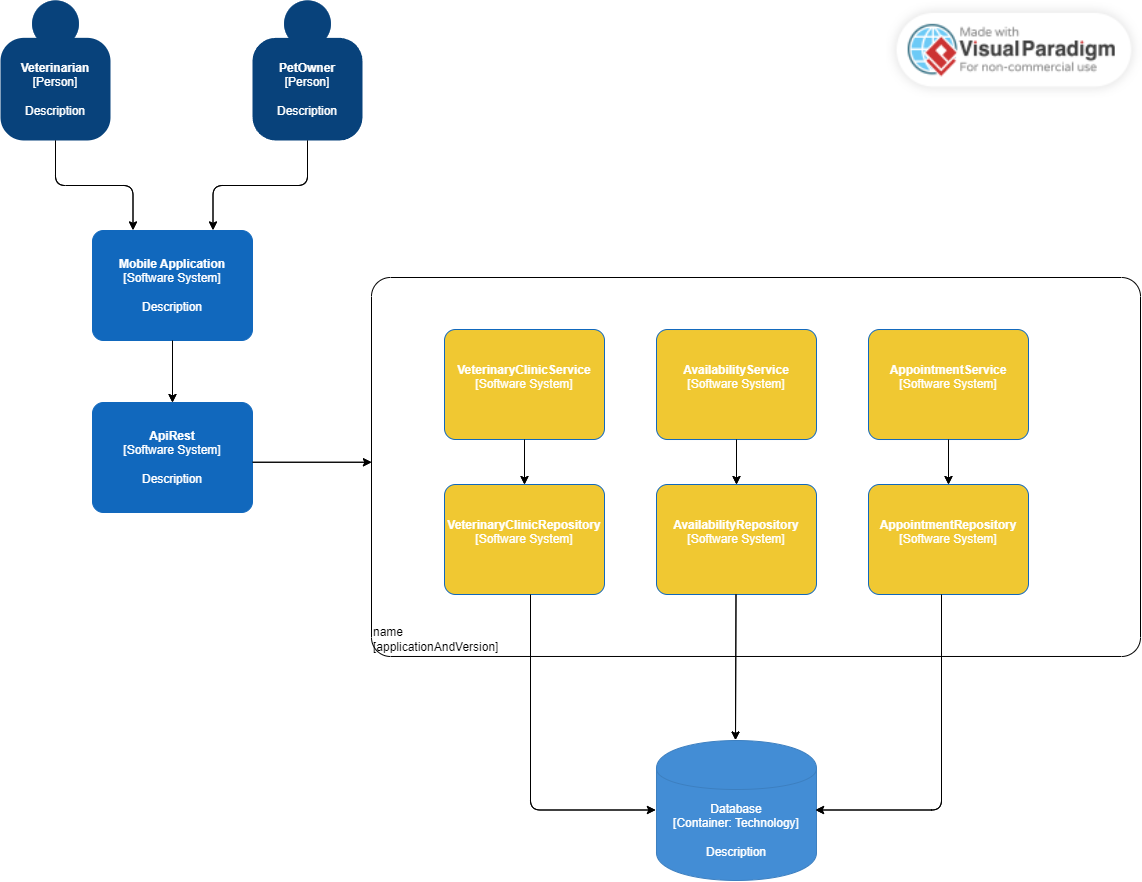 Veterinarian
[Person]
Description
PetOwner
[Person]
Description
Made with
VisualParadigm
For non-commercial use
Mobile Application
[Software System]
Description
ApiRest
[Software System]
Description
VeterinaryClinicService
[Software System]
AvailabilityService
[Software System]
AppointmentService
[Software System]
VeterinaryClinicRepository
[Software System]
AvailabilityRepository
[Software System]
AppointmentRepository
[Software System]
name
[applicationAndVersion]
Database
[Container: Technology]
Description